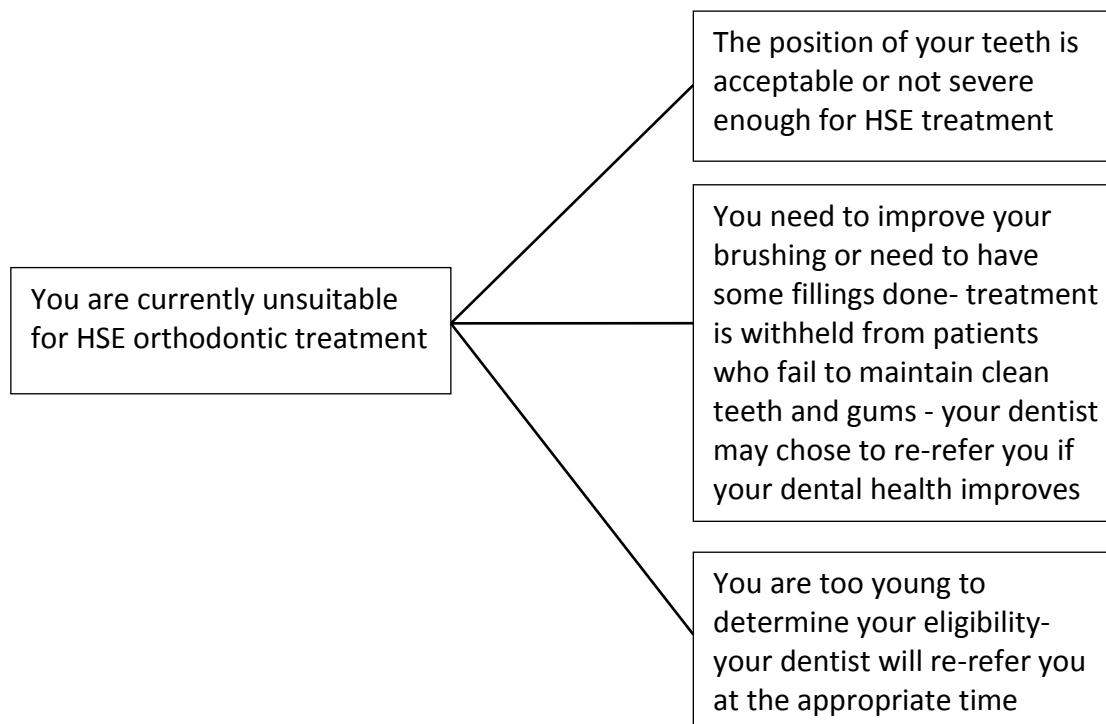 You are currently unsuitable
for HSE orthodontic treatment
The position of your teeth is
acceptable or not severe
enough for HSE treatment
You need to improve your
brushing or need to have
some fillings done- treatment
is withheld from patients
who fail to maintain clean
teeth and gums - your dentist
may chose to re-refer you if
your dental health improves
You are too young to
determine your eligibility-
your dentist will re-refer you
at the appropriate time